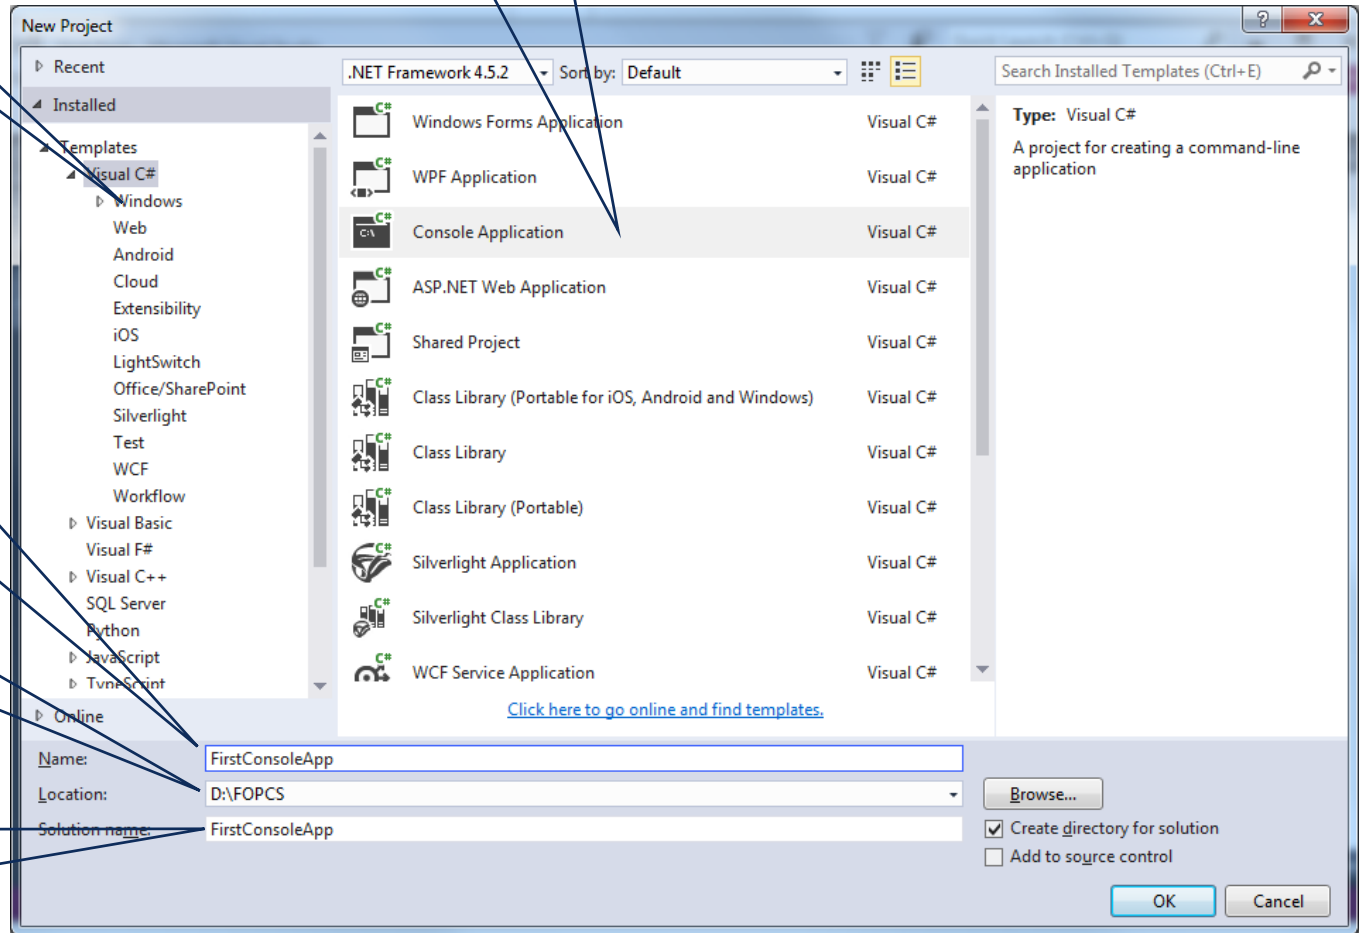 New Project
Recent
.NET Framework 4.5.2 Sort by: Default
Search Installed Templates (Ctrl+E)
Installed
Templates
Visual C#
Windows
Web
Android
Cloud
Extensibility
iOS
LightSwitch
Office/SharePoint
Silverlight
Test
WCF
Workflow
Visual Basic
Visual F#
Visual C++
SQL Server
Python
JavaScript
TypeScript
Online
Windows Forms Application Visual C#
WPF Application Visual C#
Console Application Visual C#
ASP.NET Web Application Visual C#
Shared Project Visual C#
Class Library (Portable for iOS, Android and Windows) Visual C#
Class Library Visual C#
Class Library (Portable) Visual C#
Silverlight Application Visual C#
Silverlight Class Library Visual C#
WCF Service Application Visual C#
Click here to go online and find templates.
Type: Visual C#
A project for creating a command-line
application
Name: FirstConsoleApp
Location: D:\FOPCS
Browse...
Solution name: FirstConsoleApp
Create directory for solution
Add to source control
OK Cancel